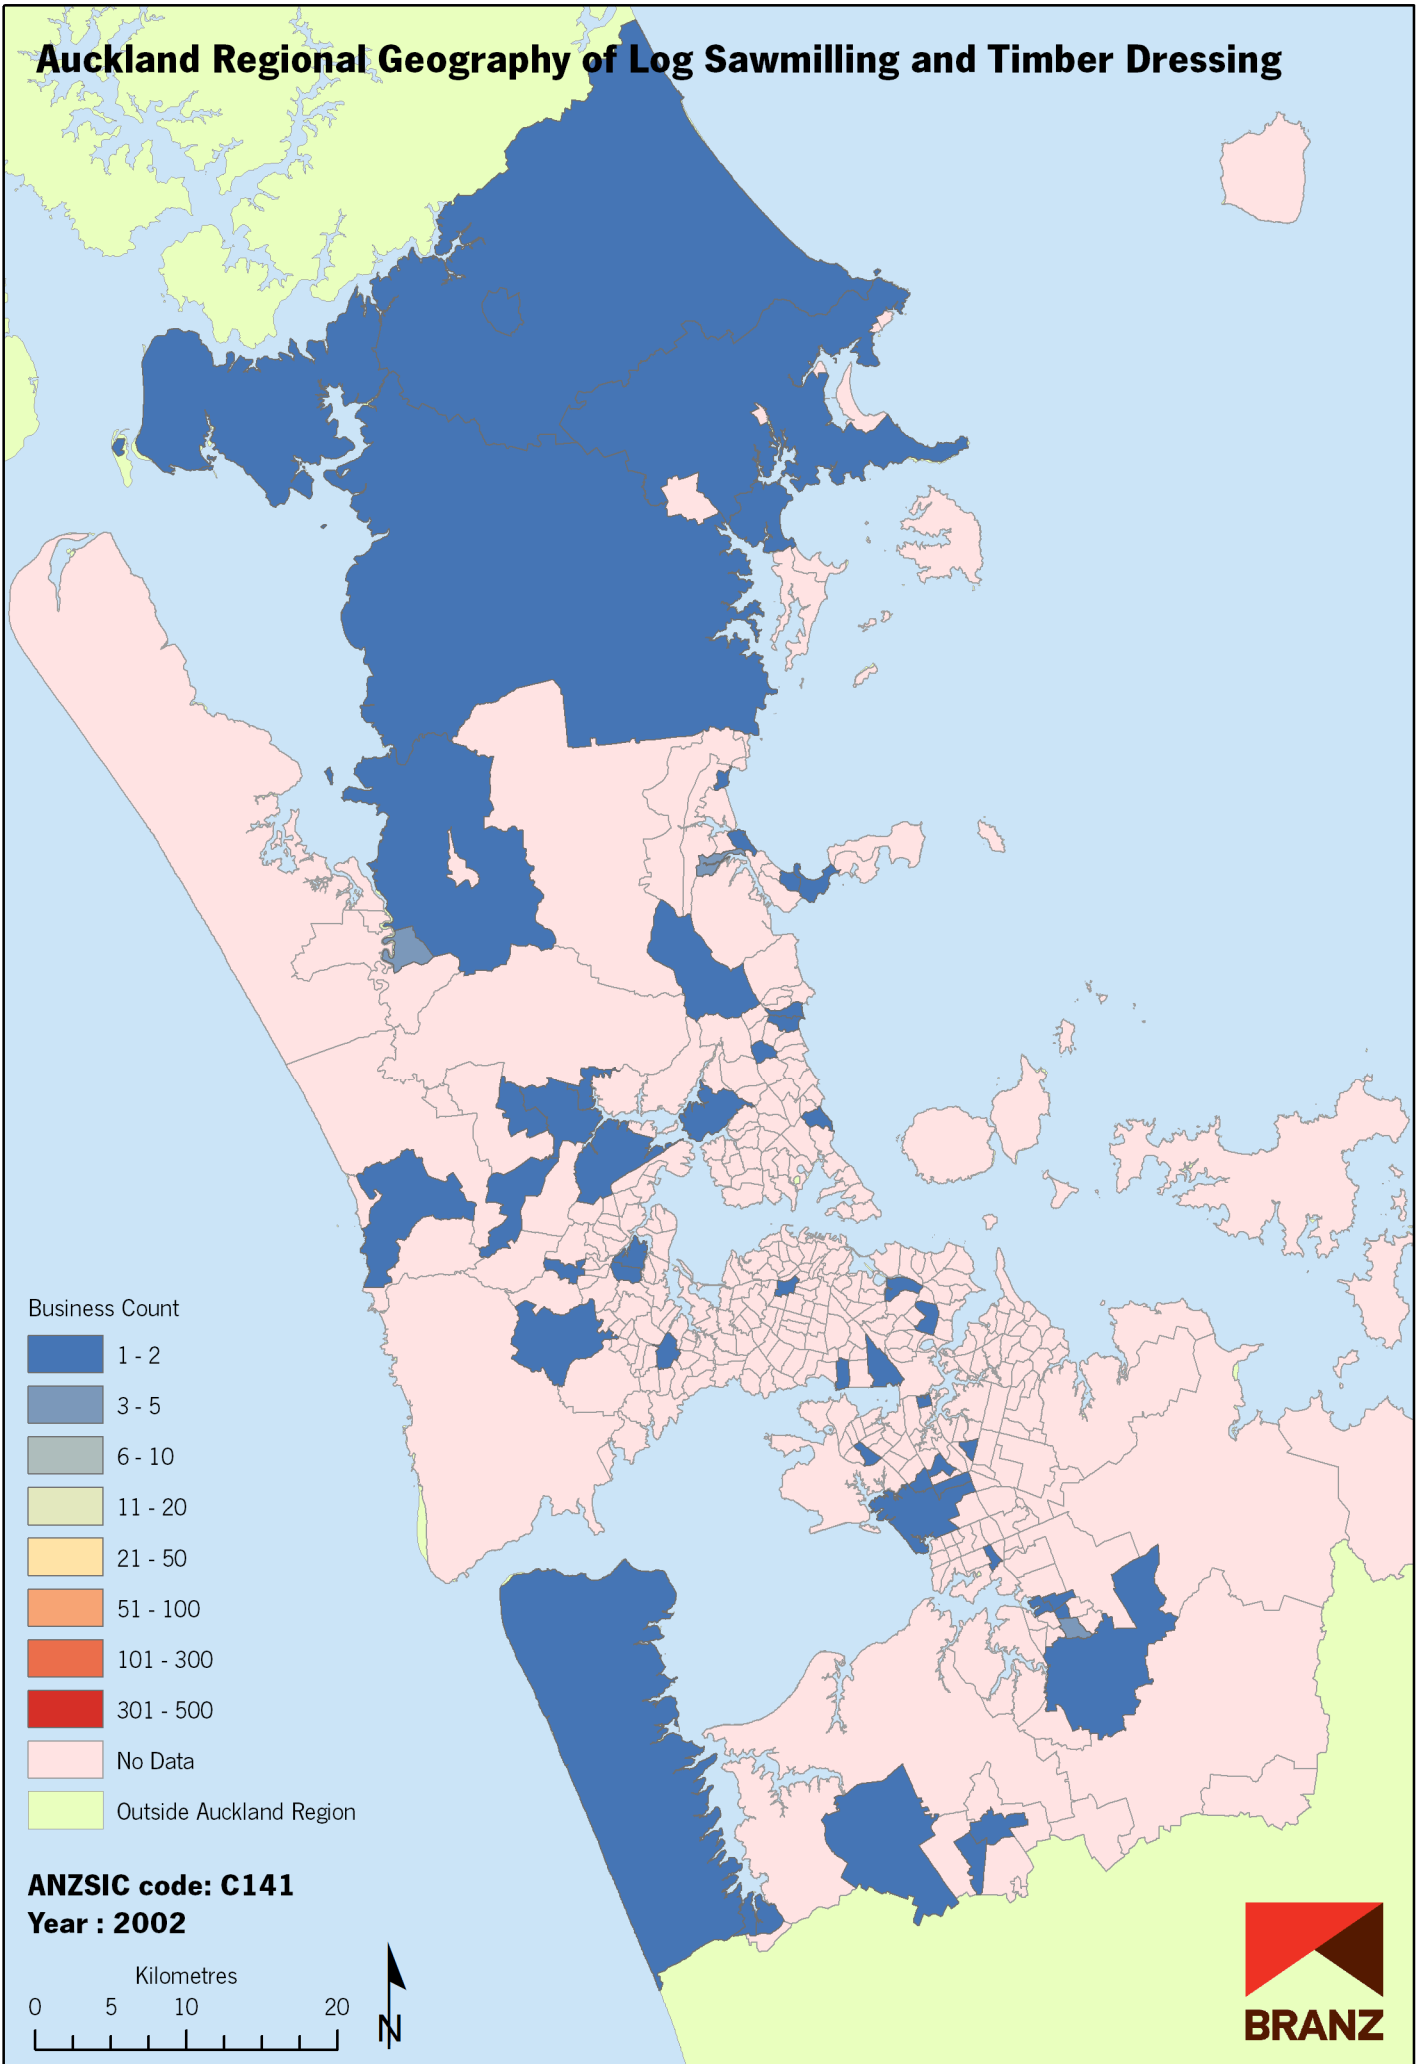 Auckland Regional Geography of Log Sawmilling and Timber Dressing
Business Count
1 - 2
3 - 5
6 - 10
11 - 20
21 - 50
51 - 100
101 - 300
301 - 500
No Data
Outside Auckland Region
ANZSIC code: C141
Year : 2002
Kilometres
0 5 10 20
N
BRANZ